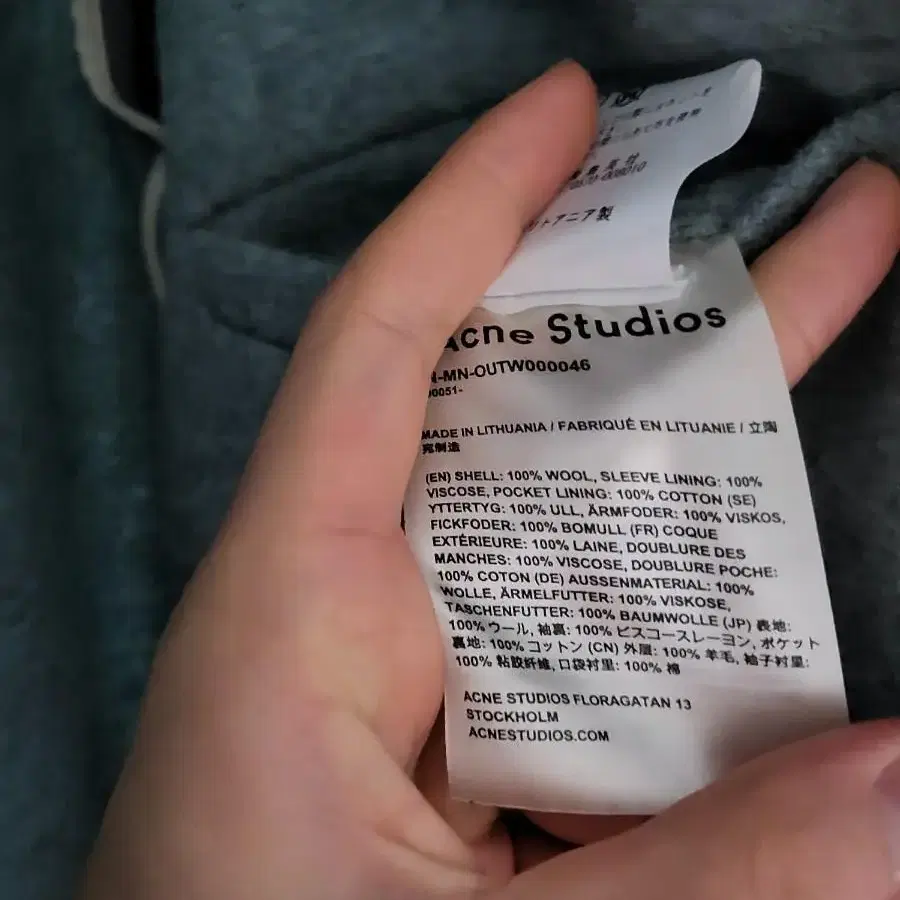 アニア製
Acne Studios
-MN-OUTW000046
0051-
MADE IN LITHUANIA / FABRIQUÉ EN LITUANIE / 立陶
宛制造
(EN) SHELL: 100% WOOL, SLEEVE LINING: 100%
VISCOSE, POCKET LINING: 100% COTTON (SE)
YTTERTYG: 100% ULL, ÄRMFODER: 100% VISKOS,
FICKFODER: 100% BOMULL (FR) COQUE
EXTÉRIEURE: 100% LAINE, DOUBLURE DES
MANCHES: 100% VISCOSE, DOUBLURE POCHE:
100% COTON (DE) AUSSENMATERIAL: 100%
WOLLE, ÄRMELFUTTER: 100% VISKOSE,
TASCHENFUTTER: 100% BAUMWOLLE (JP) 表地:
100% ウール, 袖裏: 100% ビスコースレーヨン, ポケット
裏地: 100% コットン (CN) 外层: 100% 羊毛, 袖子衬里:
100% 粘胶纤维, 口袋衬里: 100% 棉
ACNE STUDIOS FLORAGATAN 13
STOCKHOLM
ACNESTUDIOS.COM